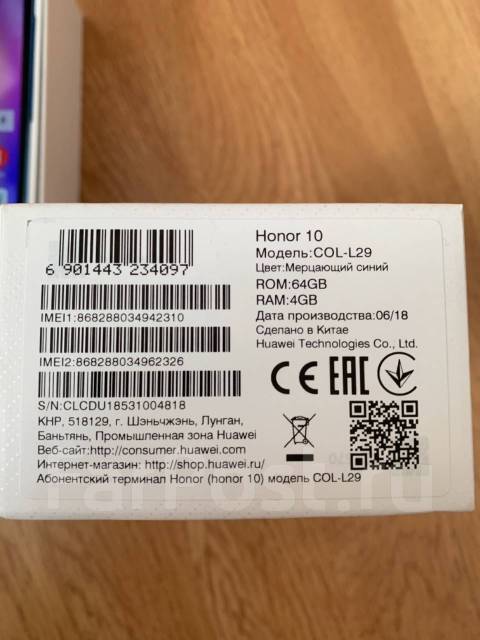 6 901443 234097
IMEI1:868288034942310
IMEI2:868288034962326
S/N:CLCDU18531004818
Honor 10
Модель:COL-L29
Цвет:Мерцающий синий
ROM:64GB
RAM:4GB
Дата производства:06/18
Сделано в Китае
Huawei Technologies Co., Ltd.
CE EAC
КНР, 518129, г. Шэньчжэнь, Лунган,
Баньтянь, Промышленная зона Huawei
Веб-сайт:http://consumer.huawei.com
Интернет-магазин: http://shop.huawei.ru/
Абонентский терминал Honor (honor 10) модель COL-L29